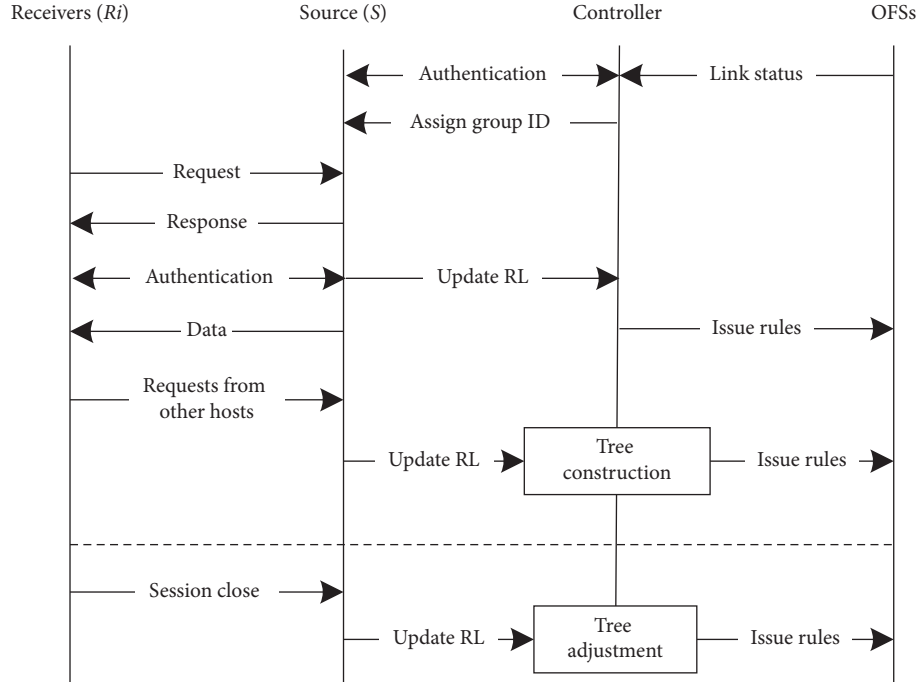 Receivers (Ri)
Source (S)
Controller
OFSs
Authentication
Link status
Assign group ID
Request
Response
Authentication
Update RL
Data
Issue rules
Requests from
other hosts
Update RL
Tree
construction
Issue rules
Session close
Update RL
Tree
adjustment
Issue rules